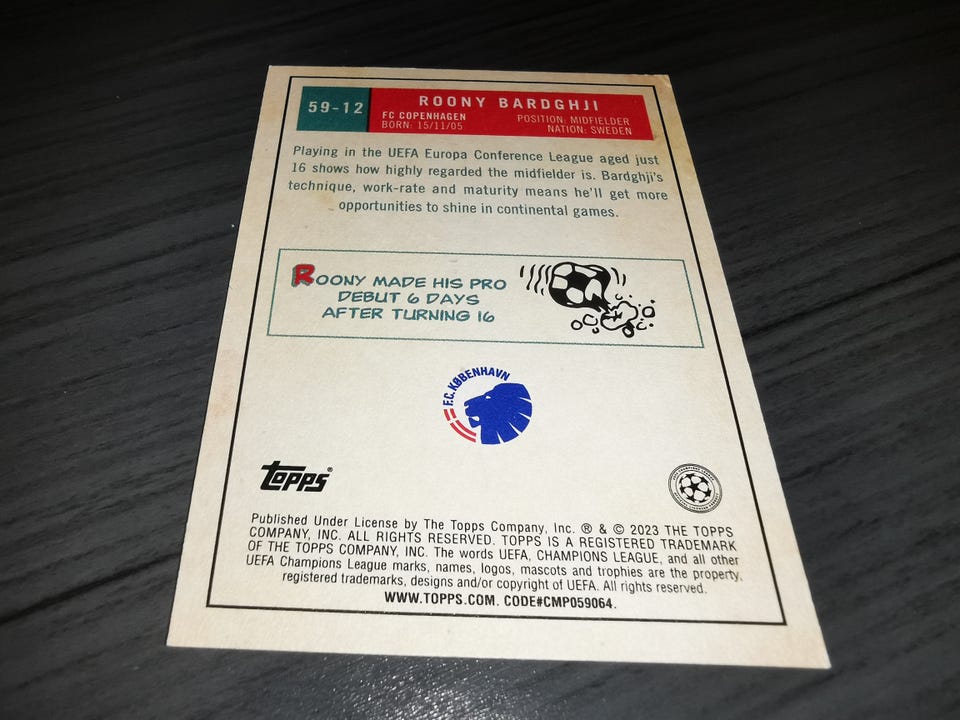 59-12
ROONY BARDGHJI
FC COPENHAGEN
POSITION: MIDFIELDER
BORN: 15/11/05
NATION: SWEDEN
Playing in the UEFA Europa Conference League aged just
16 shows how highly regarded the midfielder is. Bardghji's
technique, work-rate and maturity means he'll get more
opportunities to shine in continental games.
ROONY MADE HIS PRO
DEBUT 6 DAYS
AFTER TURNING 16
F.C. KØBENHAVN
TOPPS®
Published Under License by The Topps Company, Inc. ® & © 2023 THE TOPPS
COMPANY, INC. ALL RIGHTS RESERVED. TOPPS IS A REGISTERED TRADEMARK
OF THE TOPPS COMPANY, INC. The words UEFA, CHAMPIONS LEAGUE, and all other
UEFA Champions League marks, names, logos, mascots and trophies are the property,
registered trademarks, designs and/or copyright of UEFA. All rights reserved.
WWW.TOPPS.COM. CODE#CMP059064.